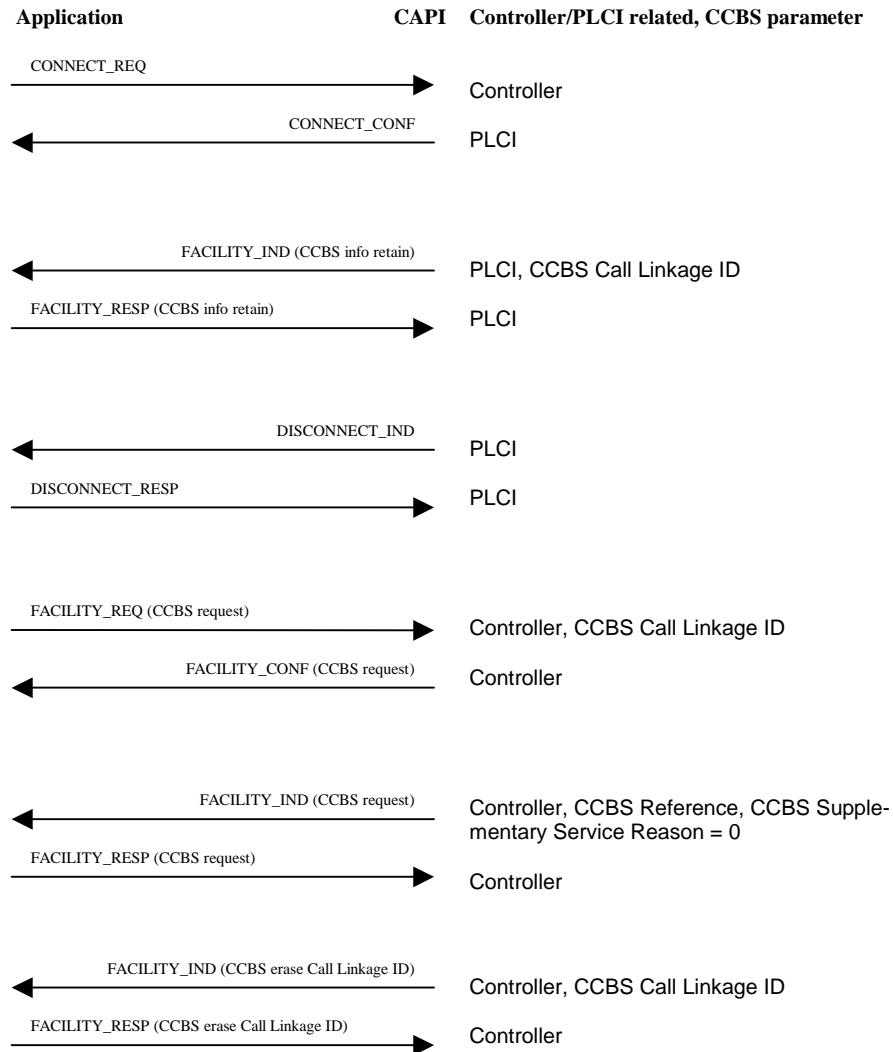 Application CAPI Controller/PLCI related, CCBS parameter
CONNECT_REQ
Controller
CONNECT_CONF
PLCI
FACILITY_IND (CCBS info retain)
PLCI, CCBS Call Linkage ID
FACILITY_RESP (CCBS info retain)
PLCI
DISCONNECT_IND
PLCI
DISCONNECT_RESP
PLCI
FACILITY_REQ (CCBS request)
Controller, CCBS Call Linkage ID
FACILITY_CONF (CCBS request)
Controller
FACILITY_IND (CCBS request)
Controller, CCBS Reference, CCBS Supple-
mentary Service Reason = 0
FACILITY_RESP (CCBS request)
Controller
FACILITY_IND (CCBS erase Call Linkage ID)
Controller, CCBS Call Linkage ID
FACILITY_RESP (CCBS erase Call Linkage ID)
Controller